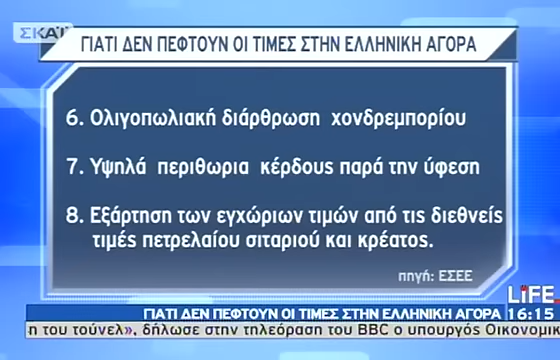 ΣΚΑΪ
ΓΙΑΤΙ ΔΕΝ ΠΕΦΤΟΥΝ ΟΙ ΤΙΜΕΣ ΣΤΗΝ ΕΛΛΗΝΙΚΗ ΑΓΟΡΑ
6. Ολιγοπωλιακή διάρθρωση χονδρεμπορίου
7. Υψηλά περιθωρια κέρδους παρά την ύφεση
8. Εξάρτηση των εγχώριων τιμών από τις διεθνείς
τιμές πετρελαίου σιταριού και κρέατος.
πηγή: ΕΣΕΕ
LiFE
ΓΙΑΤΙ ΔΕΝ ΠΕΦΤΟΥΝ ΟΙ ΤΙΜΕΣ ΣΤΗΝ ΕΛΛΗΝΙΚΗ ΑΓΟΡΑ 16:15
η του τούνελ», δήλωσε στην τηλεόραση του BBC ο υπουργός Οικονομικ